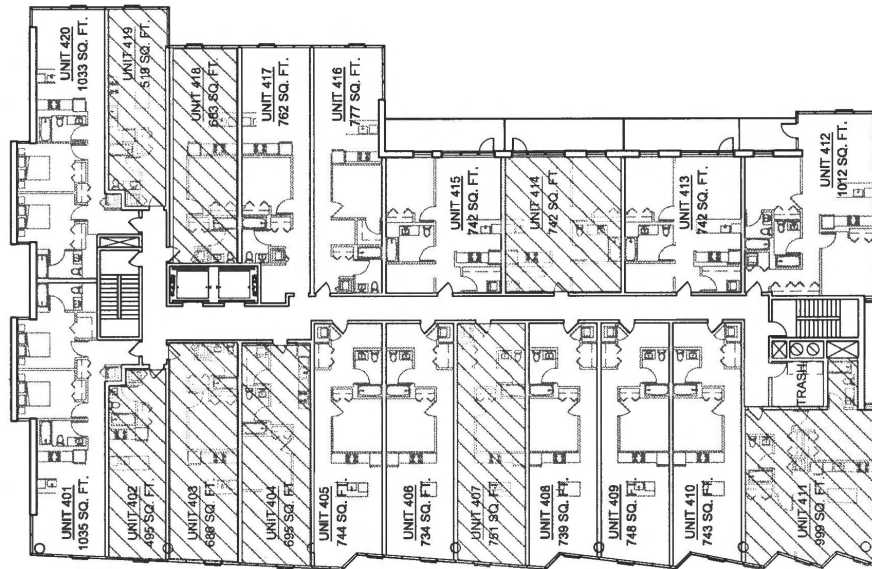 UNIT 420
1033 SQ. FT.
UNIT 419
519 SQ. FT.
UNIT 418
683 SQ. FT.
UNIT 417
762 SQ. FT.
UNIT 416
777 SQ. FT.
UNIT 415
742 SQ. FT.
UNIT 414
742 SQ. FT.
UNIT 413
742 SQ. FT.
UNIT 412
1012 SQ. FT.
UNIT 401
1035 SQ. FT.
UNIT 402
495 SQ. FT.
UNIT 403
686 SQ. FT.
UNIT 404
695 SQ. FT.
UNIT 405
744 SQ. FT.
UNIT 406
734 SQ. FT.
UNIT 407
751 SQ. FT.
UNIT 408
739 SQ. FT.
UNIT 409
748 SQ. FT.
UNIT 410
743 SQ. FT.
UNIT 411
999 SQ. FT.
TRASH